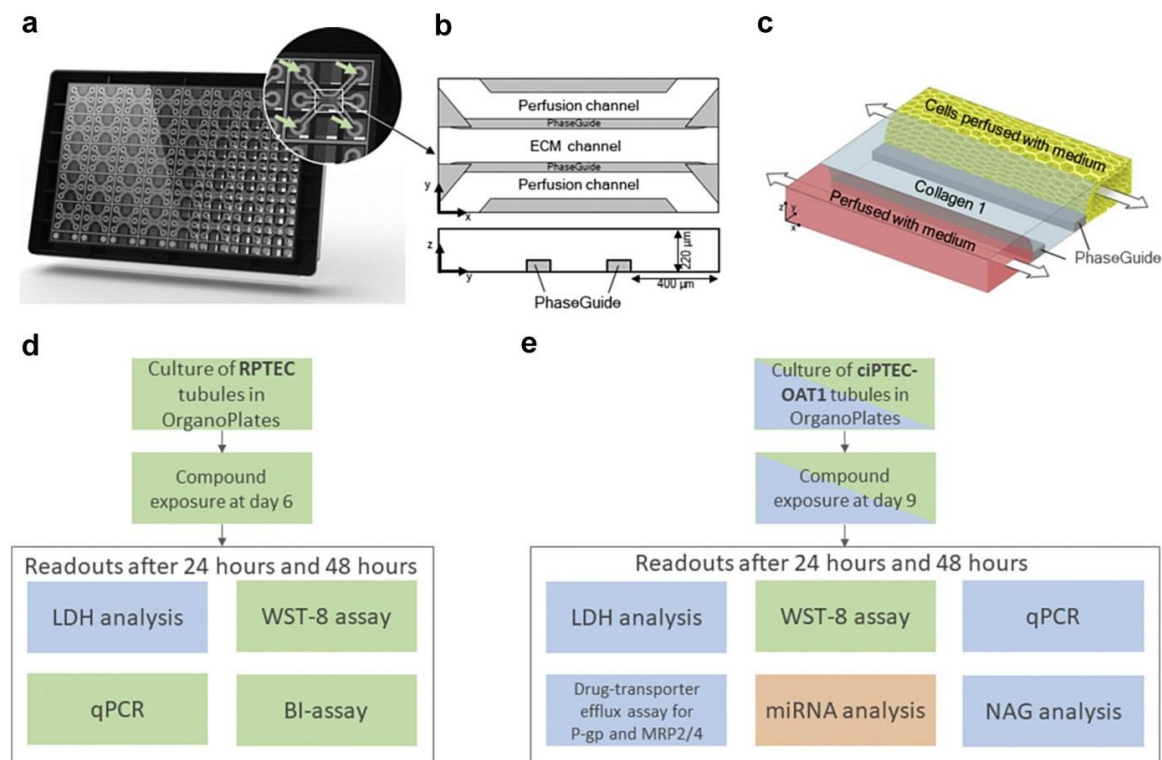 a
b
c
Perfusion channel
PhaseGuide
ECM channel
PhaseGuide
Perfusion channel
y
x
z
y
220 µm
400 µm
PhaseGuide
Cells perfused with medium
Collagen 1
Perfused with medium
z
y
x
PhaseGuide
d
Culture of RPTEC
tubules in
OrganoPlates
Compound
exposure at day 6
Readouts after 24 hours and 48 hours
LDH analysis
WST-8 assay
qPCR
BI-assay
e
Culture of ciPTEC-
OAT1 tubules in
OrganoPlates
Compound
exposure at day 9
Readouts after 24 hours and 48 hours
LDH analysis
WST-8 assay
qPCR
Drug-transporter
efflux assay for
P-gp and MRP2/4
miRNA analysis
NAG analysis